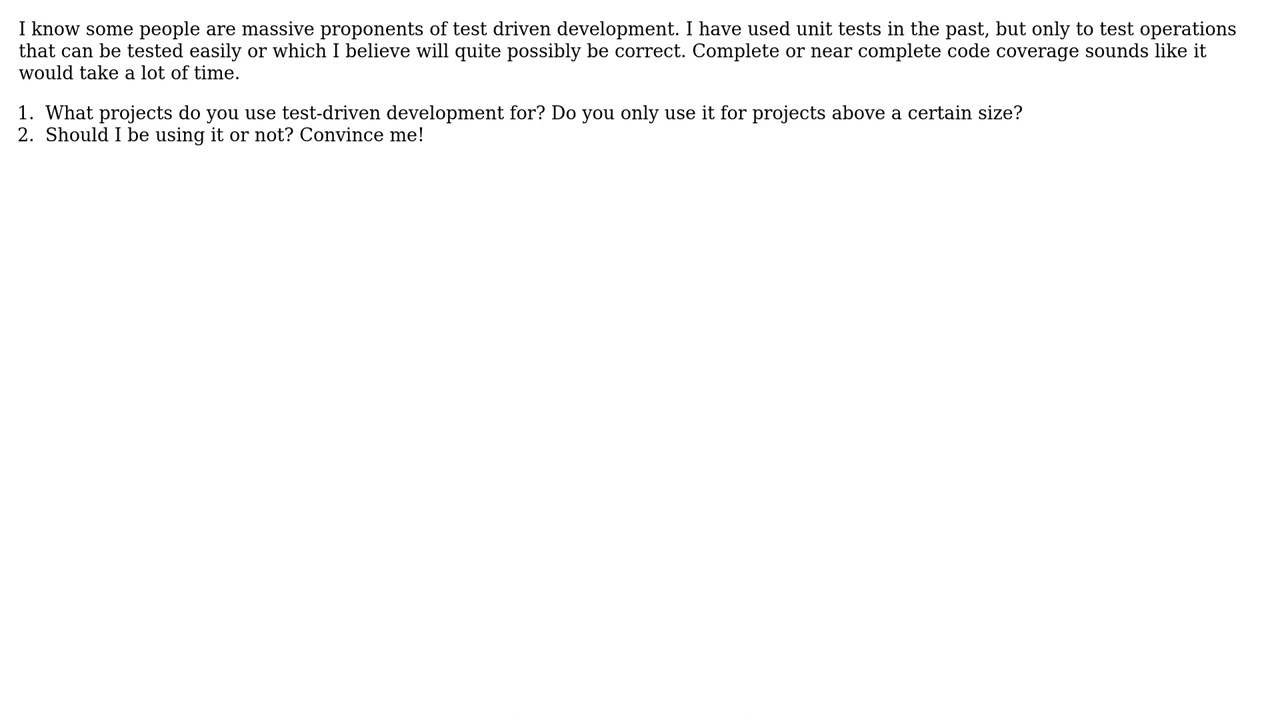 I know some people are massive proponents of test driven development. I have used unit tests in the past, but only to test operations
that can be tested easily or which I believe will quite possibly be correct. Complete or near complete code coverage sounds like it
would take a lot of time.
1. What projects do you use test-driven development for? Do you only use it for projects above a certain size?
2. Should I be using it or not? Convince me!